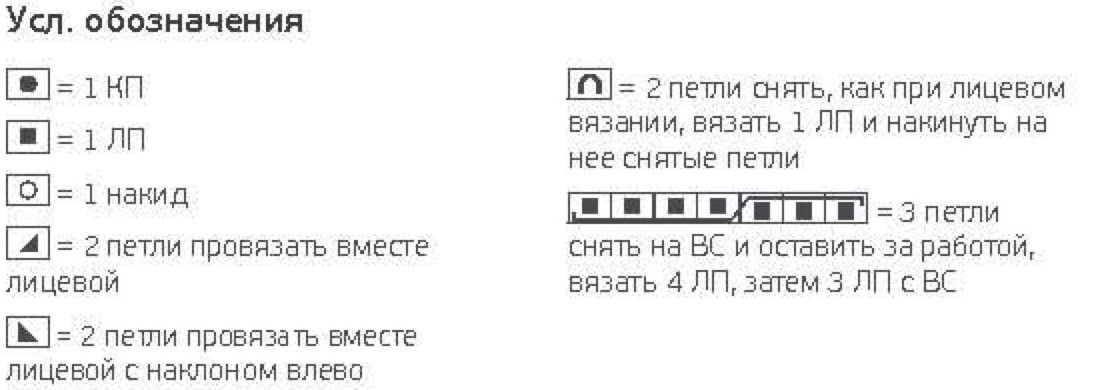 Усл. обозначения
= 1 КП
= 1 ЛП
= 1 накид
= 2 петли провязать вместе
лицевой
= 2 петли провязать вместе
лицевой с наклоном влево
= 2 петли снять, как при лицевом
вязании, вязать 1 ЛП и накинуть на
нее снятые петли
= 3 петли
снять на ВС и оставить за работой,
вязать 4 ЛП, затем 3 ЛП с ВС